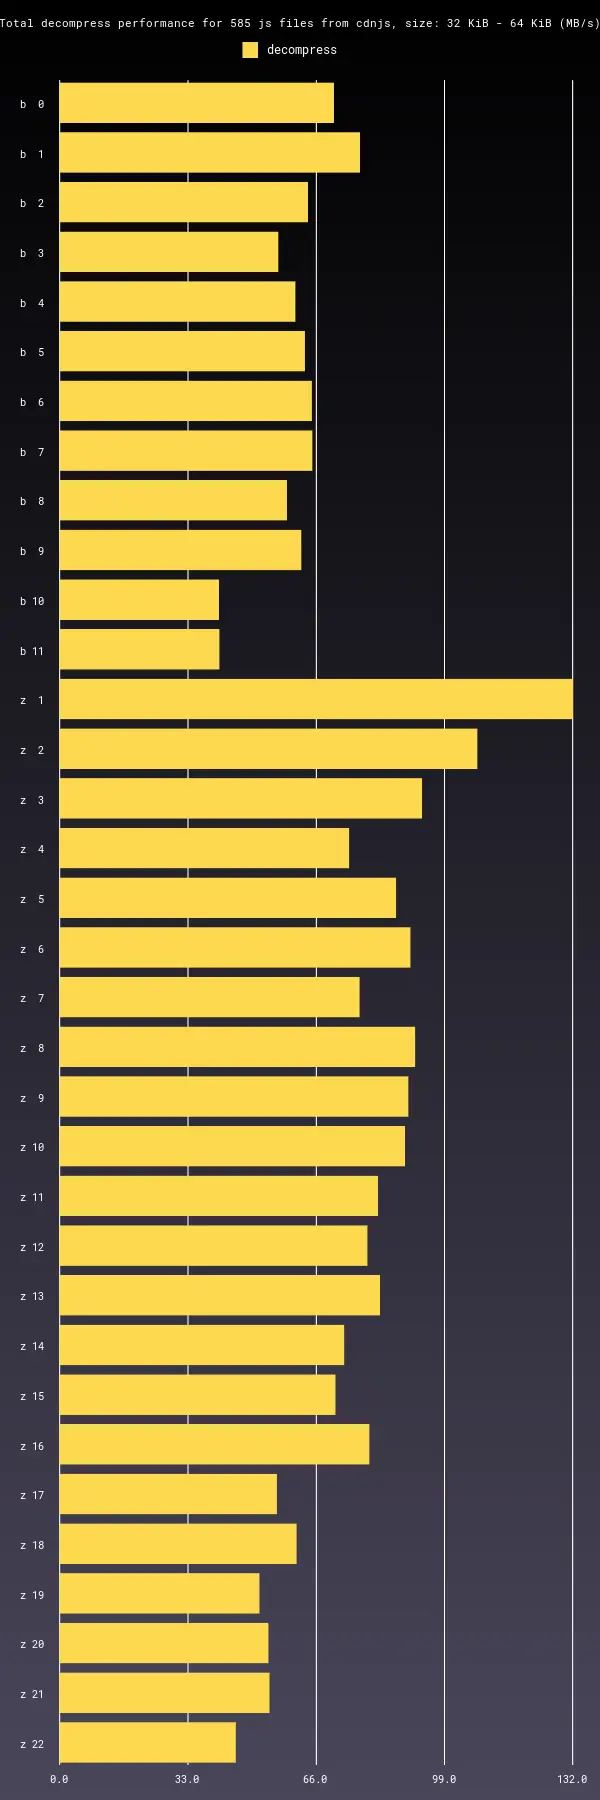 Total decompress performance for 585 js files from cdnjs, size: 32 KiB - 64 KiB (MB/s)
decompress
b  0
b  1
b  2
b  3
b  4
b  5
b  6
b  7
b  8
b  9
b 10
b 11
z  1
z  2
z  3
z  4
z  5
z  6
z  7
z  8
z  9
z 10
z 11
z 12
z 13
z 14
z 15
z 16
z 17
z 18
z 19
z 20
z 21
z 22
0.0 33.0 66.0 99.0 132.0